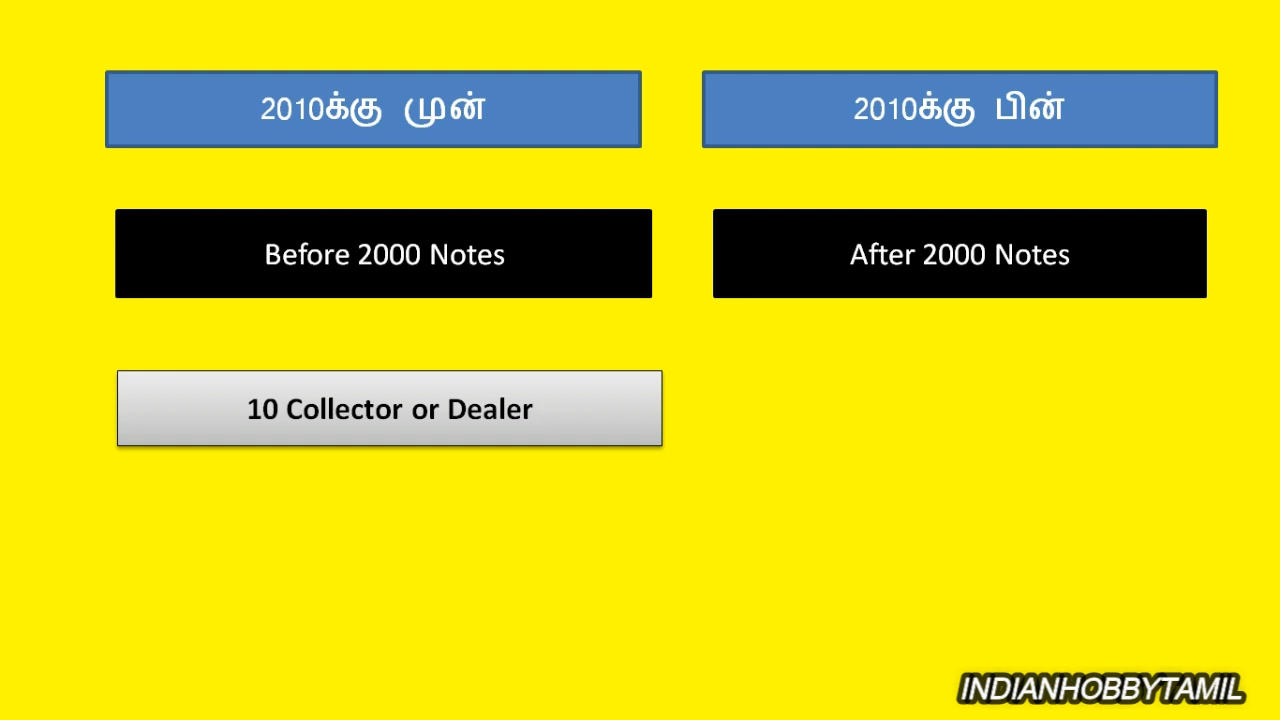 2010க்கு முன்
2010க்கு பின்
Before 2000 Notes
After 2000 Notes
10 Collector or Dealer
INDIANHOBBYTAMIL